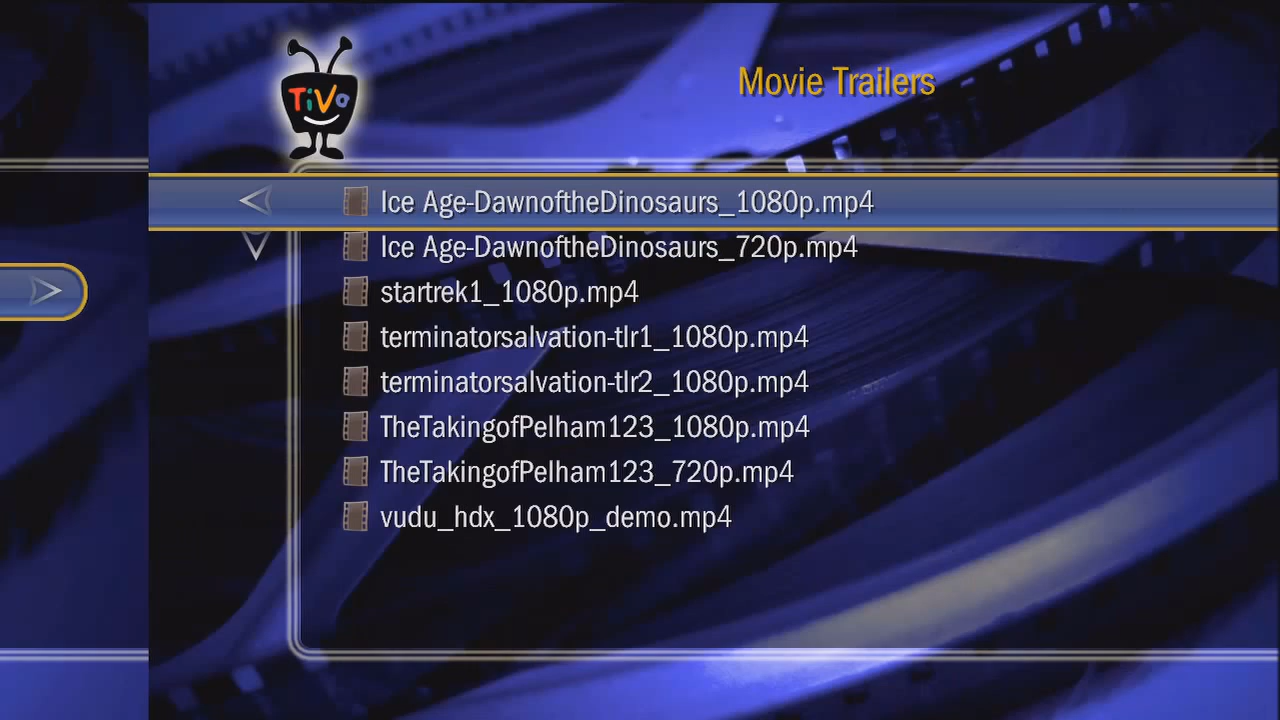 TiVo
Movie Trailers
Ice Age-DawnoftheDinosaurs_1080p.mp4
Ice Age-DawnoftheDinosaurs_720p.mp4
startrek1_1080p.mp4
terminatorsalvation-tlr1_1080p.mp4
terminatorsalvation-tlr2_1080p.mp4
TheTakingofPelham123_1080p.mp4
TheTakingofPelham123_720p.mp4
vudu_hdx_1080p_demo.mp4